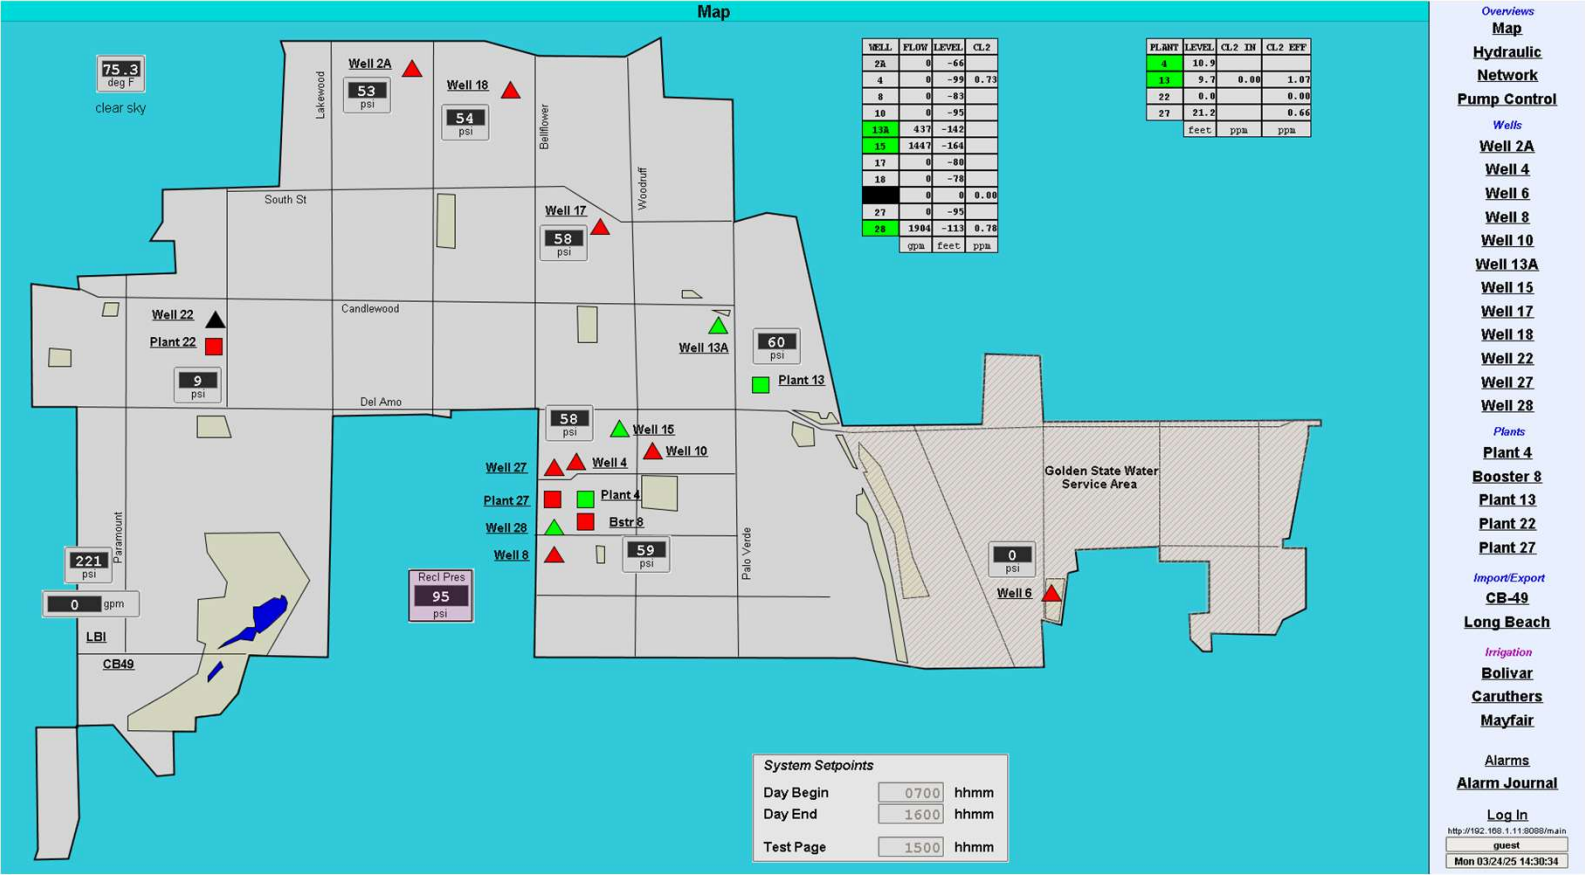 Map
75.3
deg F
clear sky
Well 2A
53
psi
Well 18
54
psi
Lakewood
Bellflower
Woodruff
South St
Well 17
58
psi
Candlewood
Well 22
Plant 22
9
psi
Well 13A
60
psi
Plant 13
Del Amo
58
psi
Well 15
Well 10
Well 27
Well 4
Plant 27
Plant 4
Well 28
Bstr 8
Well 8
59
psi
Palo Verde
Paramount
221
psi
0 gpm
LBI
CB49
Recl Pres
95
psi
Golden State Water
Service Area
0
psi
Well 6
WELL FLOW LEVEL CL2
2A 0 -66
4 0 -99 0.73
8 0 -83
10 0 -95
13A 437 -142
15 1447 -164
17 0 -80
18 0 -78
0 0 0.00
27 0 -95
28 1904 -113 0.78
gpm feet ppm
PLANT LEVEL CL2 IN CL2 EFF
4 10.9
13 9.7 0.00 1.07
22 0.0 0.00
27 21.2 0.66
feet ppm ppm
System Setpoints
Day Begin 0700 hhmm
Day End 1600 hhmm
Test Page 1500 hhmm
Overviews
Map
Hydraulic
Network
Pump Control
Wells
Well 2A
Well 4
Well 6
Well 8
Well 10
Well 13A
Well 15
Well 17
Well 18
Well 22
Well 27
Well 28
Plants
Plant 4
Booster 8
Plant 13
Plant 22
Plant 27
Import/Export
CB-49
Long Beach
Irrigation
Bolivar
Caruthers
Mayfair
Alarms
Alarm Journal
Log In
http://192.168.1.11:8088/main
guest
Mon 03/24/25 14:30:34